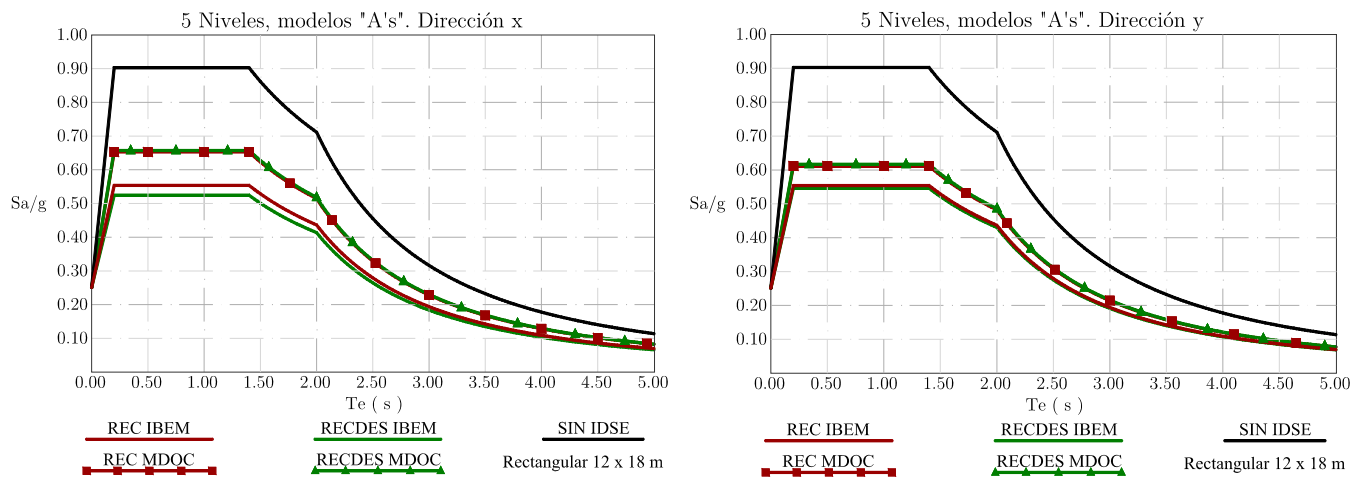 5 Niveles, modelos "A's". Dirección x
1.00
0.90
0.80
0.70
0.60
0.50
0.40
0.30
0.20
0.10
Sa/g
0.00 0.50 1.00 1.50 2.00 2.50 3.00 3.50 4.00 4.50 5.00
Te ( s )
REC IBEM RECDES IBEM SIN IDSE
REC MDOC RECDES MDOC Rectangular 12 x 18 m
5 Niveles, modelos "A's". Dirección y
1.00
0.90
0.80
0.70
0.60
0.50
0.40
0.30
0.20
0.10
Sa/g
0.00 0.50 1.00 1.50 2.00 2.50 3.00 3.50 4.00 4.50 5.00
Te ( s )
REC IBEM RECDES IBEM SIN IDSE
REC MDOC RECDES MDOC Rectangular 12 x 18 m